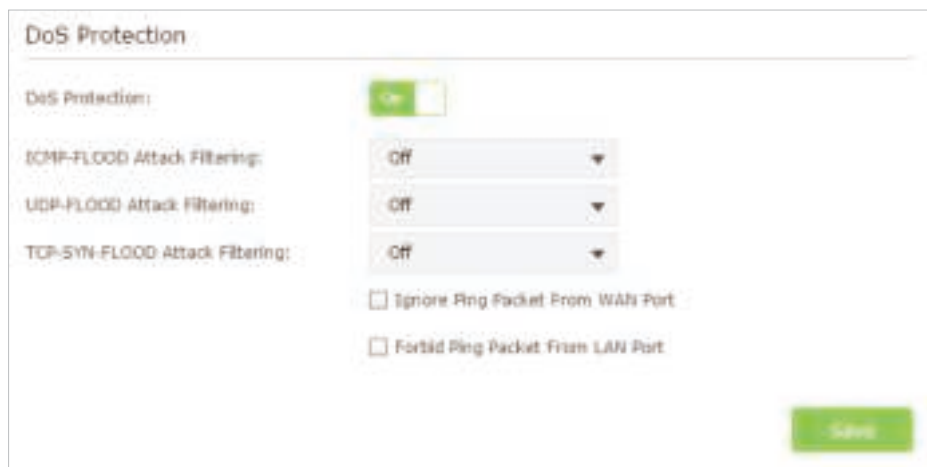 DoS Protection
DoS Protection:
On
ICMP-FLOOD Attack Filtering:
Off
UDP-FLOOD Attack Filtering:
Off
TCP-SYN-FLOOD Attack Filtering:
Off
Ignore Ping Packet From WAN Port
Forbid Ping Packet From LAN Port
Save